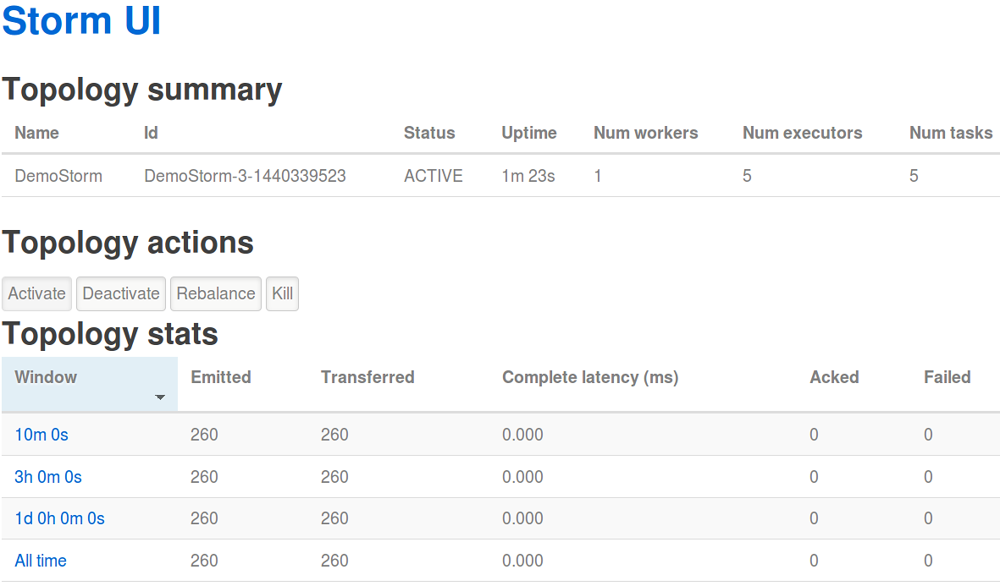 Storm UI
Topology summary
Name Id Status Uptime Num workers Num executors Num tasks
DemoStorm DemoStorm-3-1440339523 ACTIVE 1m 23s 1 5 5
Topology actions
Activate Deactivate Rebalance Kill
Topology stats
Window Emitted Transferred Complete latency (ms) Acked Failed
10m 0s 260 260 0.000 0 0
3h 0m 0s 260 260 0.000 0 0
1d 0h 0m 0s 260 260 0.000 0 0
All time 260 260 0.000 0 0